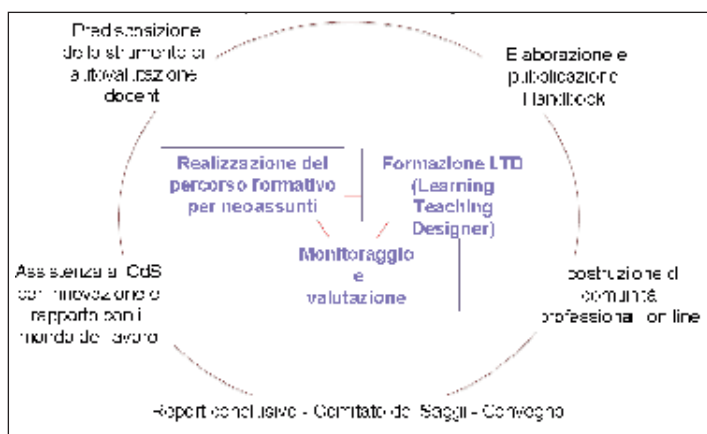 Predisposizione
dello strumento di
autovalutazione
docenti
Elaborazione e
pubblicazione
Handbook
Realizzazione del
percorso formativo
per neoassunti
Formazione LTD
(Learning
Teaching
Designer)
Monitoraggio
e
valutazione
Assistenza ai CdS
per innovazione e
rapporto con il
mondo del lavoro
costruzione di
comunità
professionali on line
Report conclusivo - Comitato dei Saggi - Convegno